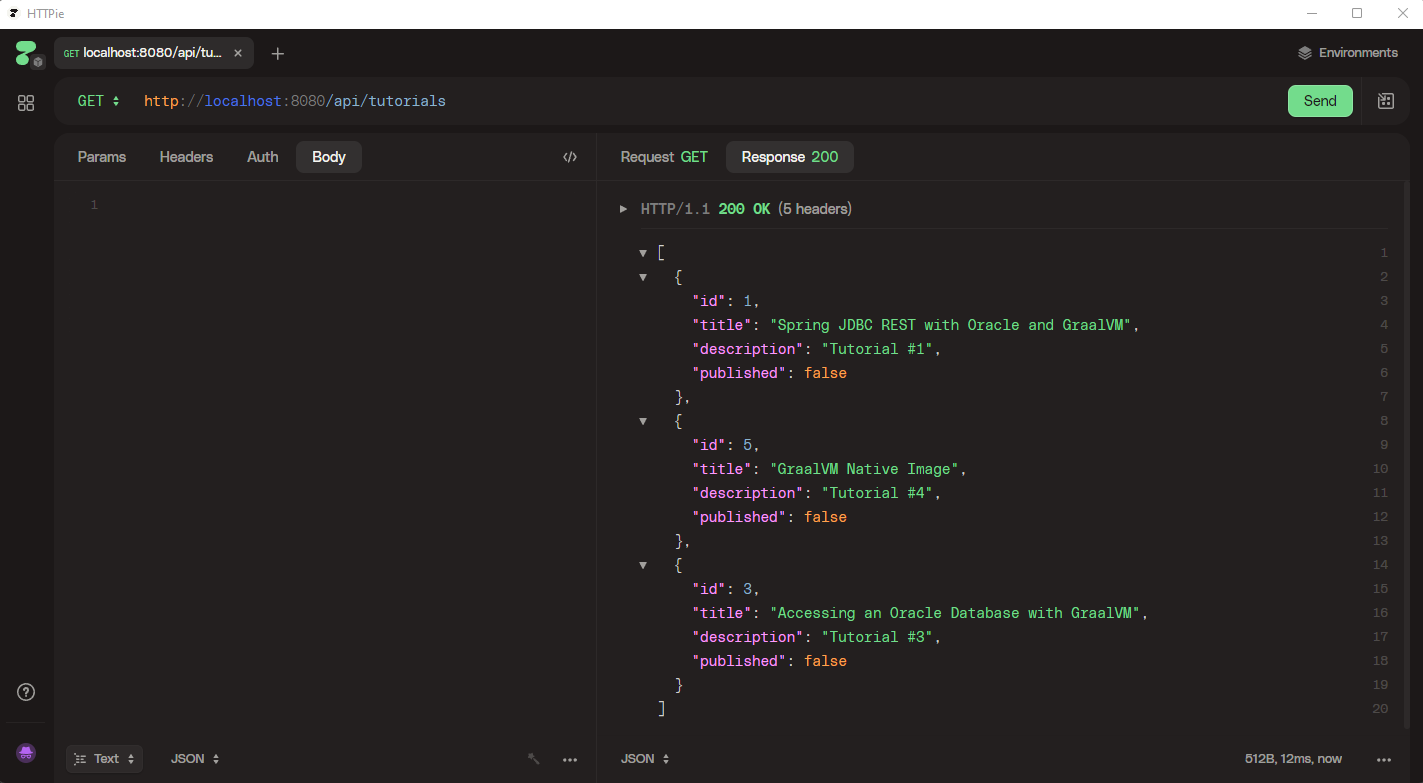 HTTPie
GET localhost:8080/api/tu...
Environments
GET http://localhost:8080/api/tutorials
Send
Params Headers Auth Body
Request GET Response 200
1
HTTP/1.1 200 OK (5 headers)
[ 1
{ 2
"id": 1, 3
"title": "Spring JDBC REST with Oracle and GraalVM", 4
"description": "Tutorial #1", 5
"published": false 6
}, 7
{ 8
"id": 5, 9
"title": "GraalVM Native Image", 10
"description": "Tutorial #4", 11
"published": false 12
}, 13
{ 14
"id": 3, 15
"title": "Accessing an Oracle Database with GraalVM", 16
"description": "Tutorial #3", 17
"published": false 18
} 19
] 20
Text JSON
JSON 512B, 12ms, now